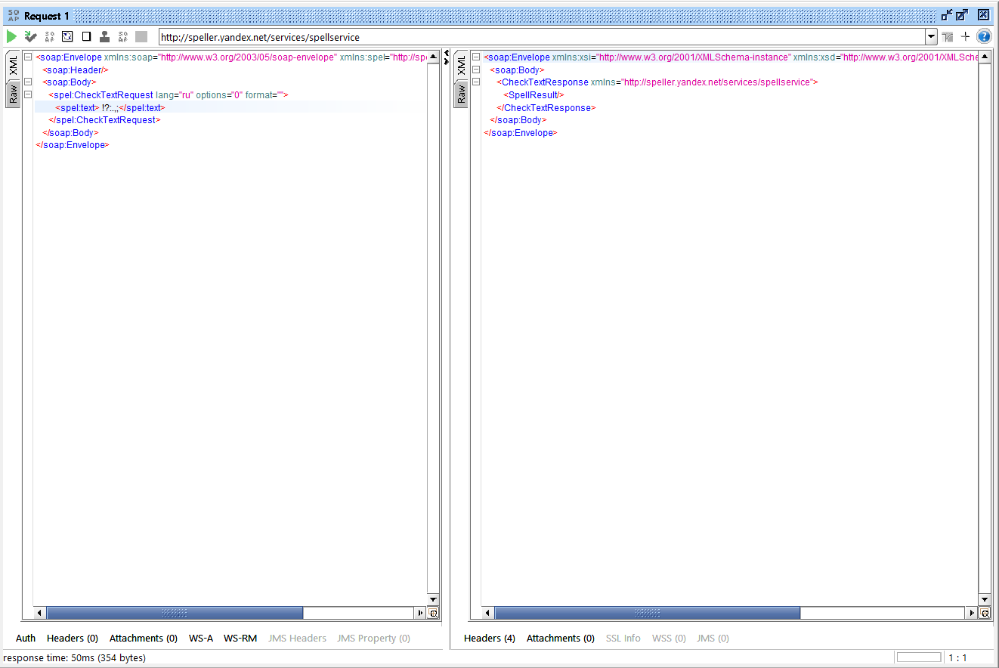 SO AP Request 1
http://speller.yandex.net/services/spellservice
XML
Raw
<soap:Envelope xmlns:soap="http://www.w3.org/2003/05/soap-envelope" xmlns:spel="http://spe
<soap:Header/>
<soap:Body>
<spel:CheckTextRequest lang="ru" options="0" format="">
<spel:text> !?:.,;</spel:text>
</spel:CheckTextRequest>
</soap:Body>
</soap:Envelope>
XML
Raw
<soap:Envelope xmlns:xsi="http://www.w3.org/2001/XMLSchema-instance" xmlns:xsd="http://www.w3.org/2001/XMLSche
<soap:Body>
<CheckTextResponse xmlns="http://speller.yandex.net/services/spellservice">
<SpellResult/>
</CheckTextResponse>
</soap:Body>
</soap:Envelope>
Auth Headers (0) Attachments (0) WS-A WS-RM JMS Headers JMS Property (0)
Headers (4) Attachments (0) SSL Info WSS (0) JMS (0)
response time: 50ms (354 bytes)
1 : 1